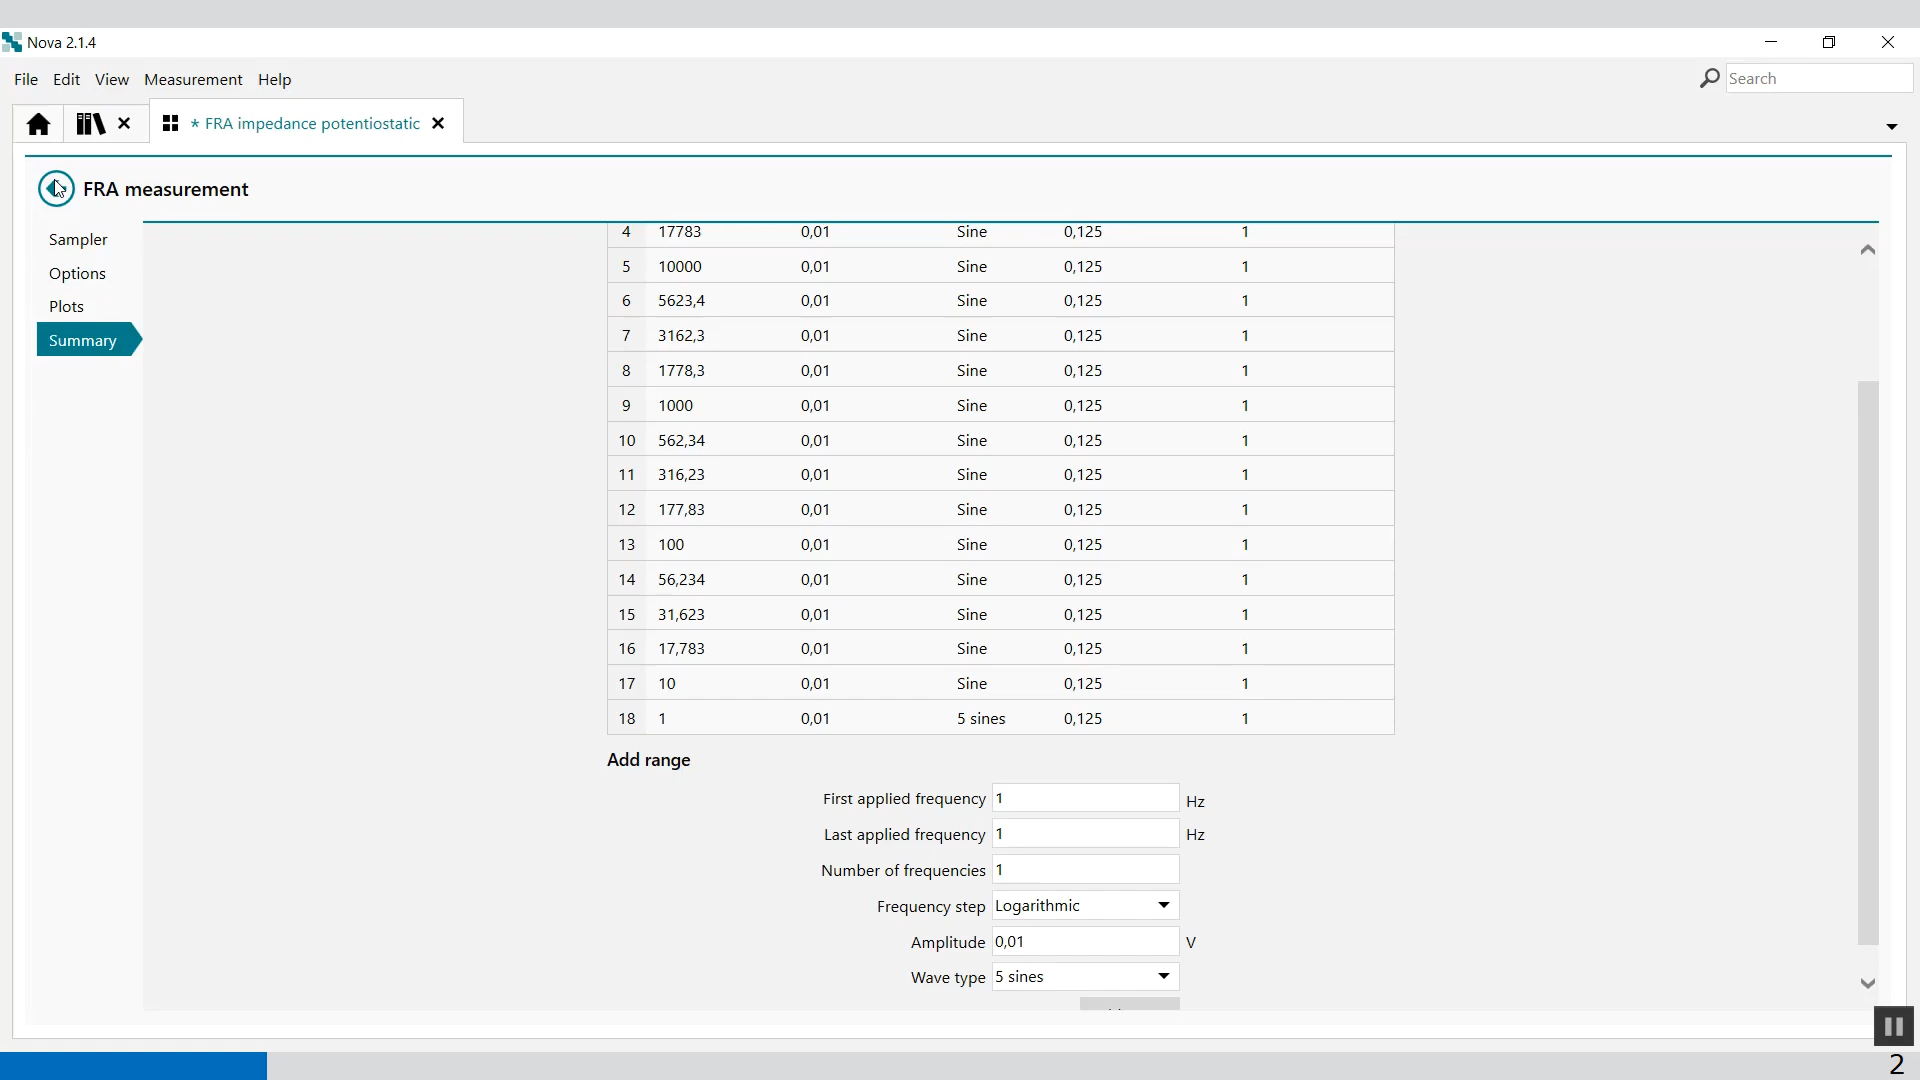 Nova 2.1.4
File Edit View Measurement Help
Search
* FRA impedance potentiostatic
FRA measurement
Sampler
Options
Plots
Summary
4 17783 0,01 Sine 0,125 1
5 10000 0,01 Sine 0,125 1
6 5623,4 0,01 Sine 0,125 1
7 3162,3 0,01 Sine 0,125 1
8 1778,3 0,01 Sine 0,125 1
9 1000 0,01 Sine 0,125 1
10 562,34 0,01 Sine 0,125 1
11 316,23 0,01 Sine 0,125 1
12 177,83 0,01 Sine 0,125 1
13 100 0,01 Sine 0,125 1
14 56,234 0,01 Sine 0,125 1
15 31,623 0,01 Sine 0,125 1
16 17,783 0,01 Sine 0,125 1
17 10 0,01 Sine 0,125 1
18 1 0,01 5 sines 0,125 1
Add range
First applied frequency 1 Hz
Last applied frequency 1 Hz
Number of frequencies 1
Frequency step Logarithmic
Amplitude 0,01 V
Wave type 5 sines
2